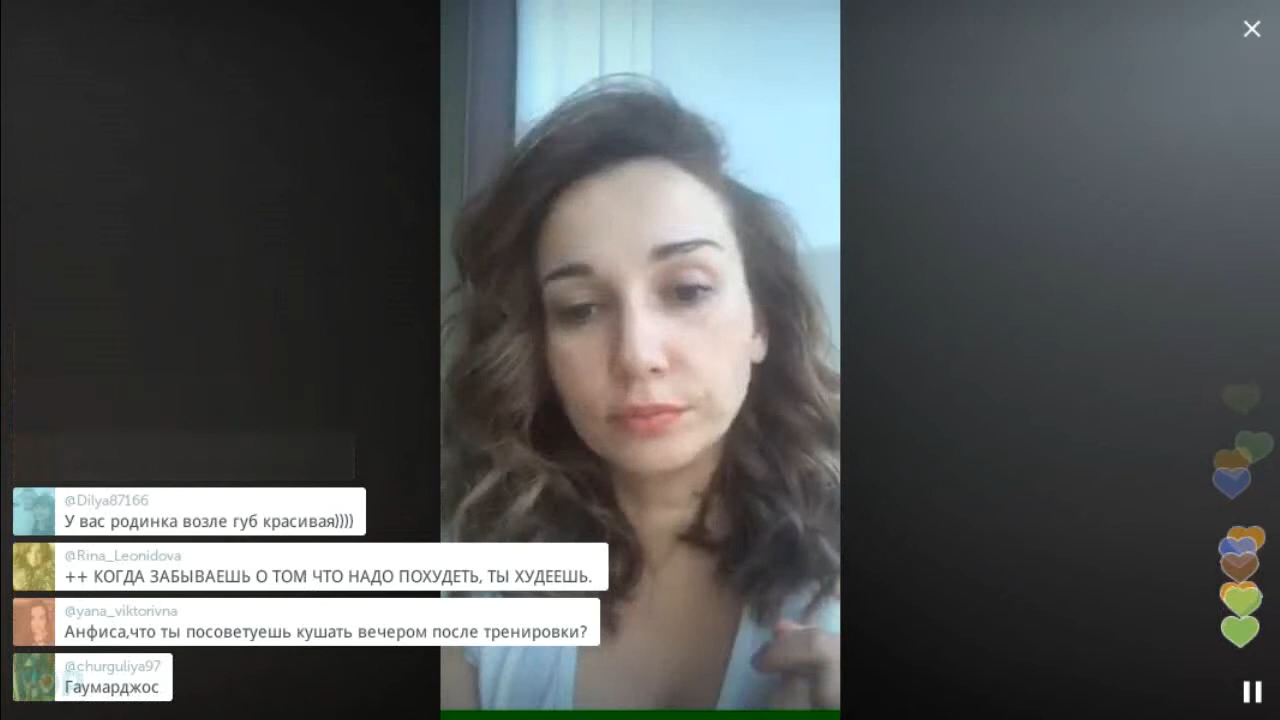 @Dilya87166
У вас родинка возле губ красивая))))
@Rina_Leonidova
++ КОГДА ЗАБЫВАЕШЬ О ТОМ ЧТО НАДО ПОХУДЕТЬ, ТЫ ХУДЕЕШЬ.
@yana_viktorivna
Анфиса,что ты посоветуешь кушать вечером после тренировки?
@churguliya97
Гаумарджос